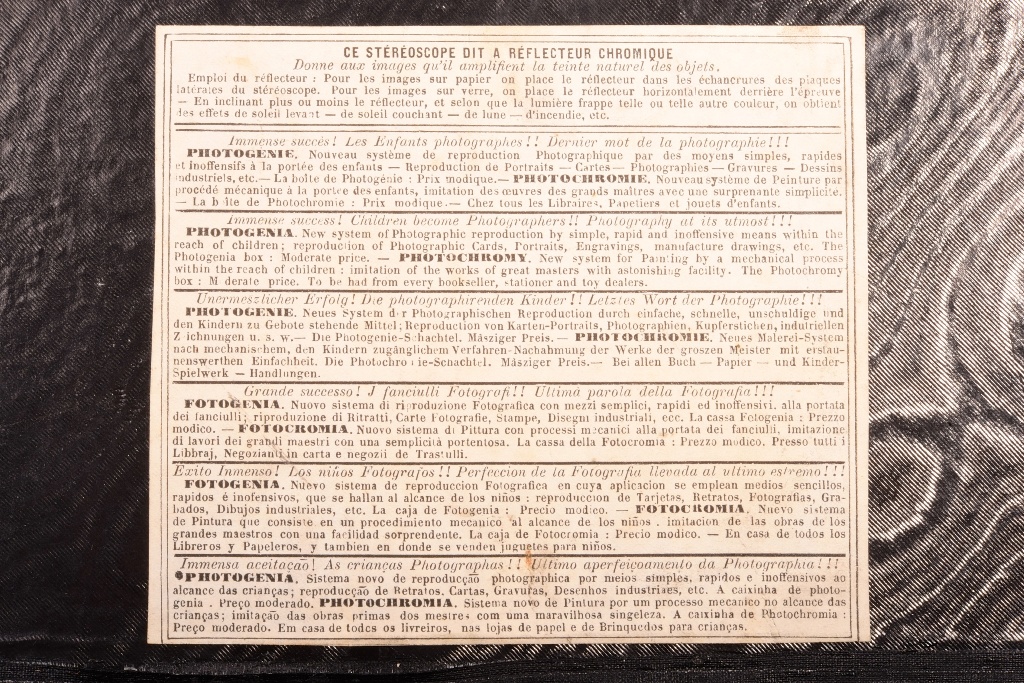 CE STÉRÉOSCOPE DIT A RÉFLECTEUR CHROMIQUE
Donne aux images qu'il amplifient la teinte naturel des objets.
Emploi du réflecteur : Pour les images sur papier on place le réflecteur dans les échancrures des plaques
latérales du stéréoscope. Pour les images sur verre, on place le réflecteur horizontalement derrière l'épreuve
— En inclinant plus ou moins le réflecteur, et selon que la lumière frappe telle ou telle autre couleur, on obtient
des effets de soleil levant — de soleil couchant — de lune — d'incendie, etc.
Immense succès! Les Enfants photographes!! Dernier mot de la photographie!!!
PHOTOGENIE. Nouveau système de reproduction Photographique par des moyens simples, rapides
et inoffensifs à la portée des enfants — Reproduction de Portraits — Cartes — Photographies — Gravures — Dessins
industriels, etc. — La boîte de Photogénie : Prix modique. — PHOTOCHROMIE. Nouveau système de Peinture par
procédé mécanique à la portée des enfants, imitation des œuvres des grands maîtres avec une surprenante simplicité.
— La boîte de Photochromie : Prix modique. — Chez tous les Libraires, Papetiers et jouets d'enfants.
Immense success! Children become Photographers!! Photography at its utmost!!!
PHOTOGENIA. New system of Photographic reproduction by simple, rapid and inoffensive means within the
reach of children; reproduction of Photographic Cards, Portraits, Engravings, manufacture drawings, etc. The
Photogenia box : Moderate price. — PHOTOCHROMY. New system for Painting by a mechanical process
within the reach of children : imitation of the works of great masters with astonishing facility. The Photochromy
box : M derate price. To be had from every bookseller, stationer and toy dealers.
Unermeszlicher Erfolg! Die photographirenden Kinder!! Letztes Wort der Photographie!!!
PHOTOGENIE. Neues System der Photographischen Reproduction durch einfache, schnelle, unschuldige und
den Kindern zu Gebote stehende Mittel; Reproduction von Karten-Portraits, Photographien, Kupferstichen, indutriellen
Z ichnungen u. s. w. — Die Photogenie-Schachtel. Mäsziger Preis. — PHOTOCHROMIE. Neues Malerei-System
nach mechanischem, den Kindern zugänglichem Verfahren-Nachahmung der Werke der groszen Meister mit erstau-
nenswerthen Einfachheit. Die Photochromie-Schachtel. Mäsziger Preis. — Bei allen Buch — Papier — und Kinder-
Spielwerk — Handlungen.
Grande successo! J fanciulli Fotografi!! Ultima parola della Fotografia!!!
FOTOGENIA. Nuovo sistema di riproduzione Fotografica con mezzi semplici, rapidi ed inoffensivi, alla portata
dei fanciulli; riproduzione di Ritratti, Carte Fotografie, Stampe, Disegni industriali, ecc. La cassa Fotogenia : Prezzo
modico. — FOTOCROMIA. Nuovo sistema di Pittura con processi mecanici alla portata dei fanciulli, imitazione
di lavori dei grandi maestri con una semplicità portentosa. La cassa della Fotocromia : Prezzo modico. Presso tutti i
Libbraj, Negozianti in carta e negozii de Trastulli.
Exito Inmenso! Los niños Fotografos!! Perfeccion de la Fotografia llevada al ultimo estremo!!!
FOTOGENIA. Nuevo sistema de reproduccion Fotografica en cuya aplicacion se emplean medios sencillos,
rapidos é inofensivos, que se hallan al alcance de los niños : reproduccion de Tarjetas, Retratos, Fotografias, Gra-
bados, Dibujos industriales, etc. La caja de Fotogenia : Precio modico. — FOTOCROMIA. Nuevo sistema
de Pintura que consiste en un procedimiento mecanico al alcance de los niños. imitacion de las obras de los
grandes maestros con una facilidad sorprendente. La caja de Fotocromia : Precio modico. — En casa de todos los
Libreros y Papeleros, y tambien en donde se venden juguetes para niños.
Immensa aceitação! As crianças Photographas!! Ultimo aperfeiçoamento da Photographia!!!
PHOTOGENIA. Sistema novo de reproducção photographica por meios simples, rapidos e inoffensivos ao
alcance das crianças; reproducção de Retratos, Cartas, Gravuras, Desenhos industriaes, etc. A caixinha de photo-
genia. Preço moderado. PHOTOCHROMIA. Sistema novo de Pintura por um processo mecanico no alcance das
crianças; imitação das obras primas dos mestres com uma maravilhosa singeleza. A caixinha de Photochromia :
Preço moderado. Em casa de todos os livreiros, nas lojas de papel e de Brinquedos para crianças.